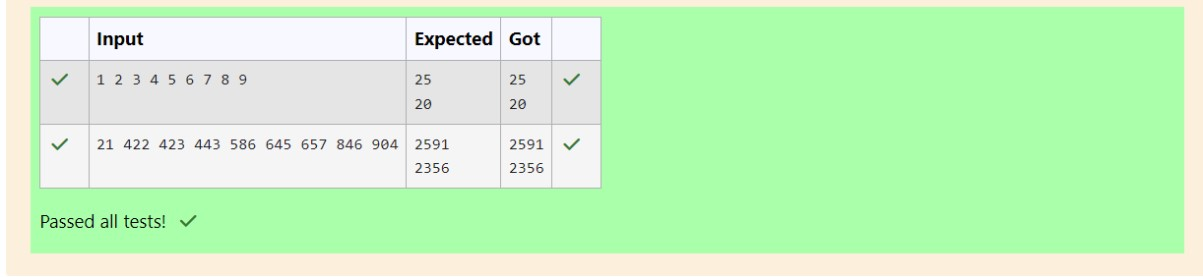 Input Expected Got
1 2 3 4 5 6 7 8 9 25 25
20 20
21 422 423 443 586 645 657 846 904 2591 2591
2356 2356
Passed all tests!